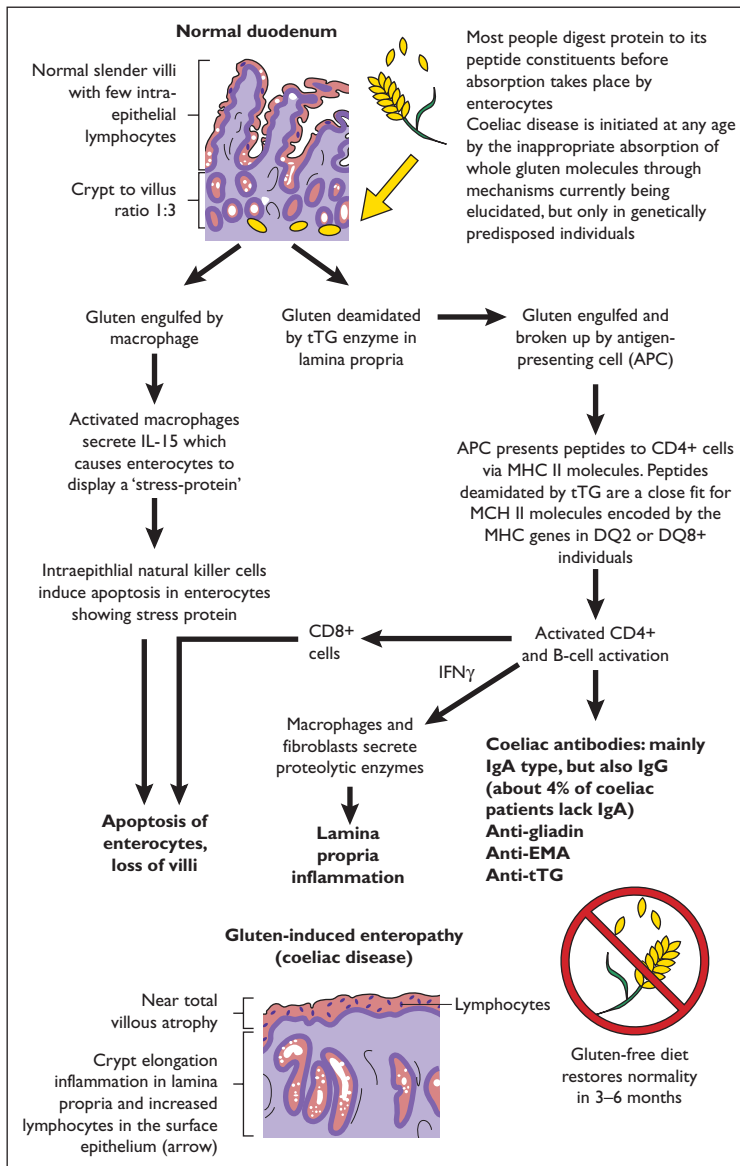 Normal duodenum
Normal slender villi
with few intra-
epithelial
lymphocytes
Crypt to villus
ratio 1:3
Most people digest protein to its
peptide constituents before
absorption takes place by
enterocytes
Coeliac disease is initiated at any age
by the inappropriate absorption of
whole gluten molecules through
mechanisms currently being
elucidated, but only in genetically
predisposed individuals
Gluten engulfed by
macrophage
Gluten deamidated
by tTG enzyme in
lamina propria
Gluten engulfed and
broken up by antigen-
presenting cell (APC)
Activated macrophages
secrete IL-15 which
causes enterocytes to
display a ‘stress-protein’
APC presents peptides to CD4+ cells
via MHC II molecules. Peptides
deamidated by tTG are a close fit for
MCH II molecules encoded by the
MHC genes in DQ2 or DQ8+
individuals
Intraepithlial natural killer cells
induce apoptosis in enterocytes
showing stress protein
CD8+
cells
Activated CD4+
and B-cell activation
IFNγ
Macrophages and
fibroblasts secrete
proteolytic enzymes
Coeliac antibodies: mainly
IgA type, but also IgG
(about 4% of coeliac
patients lack IgA)
Anti-gliadin
Anti-EMA
Anti-tTG
Apoptosis of
enterocytes,
loss of villi
Lamina
propria
inflammation
Gluten-induced enteropathy
(coeliac disease)
Near total
villous atrophy
Lymphocytes
Crypt elongation
inflammation in lamina
propria and increased
lymphocytes in the surface
epithelium (arrow)
Gluten-free diet
restores normality
in 3–6 months